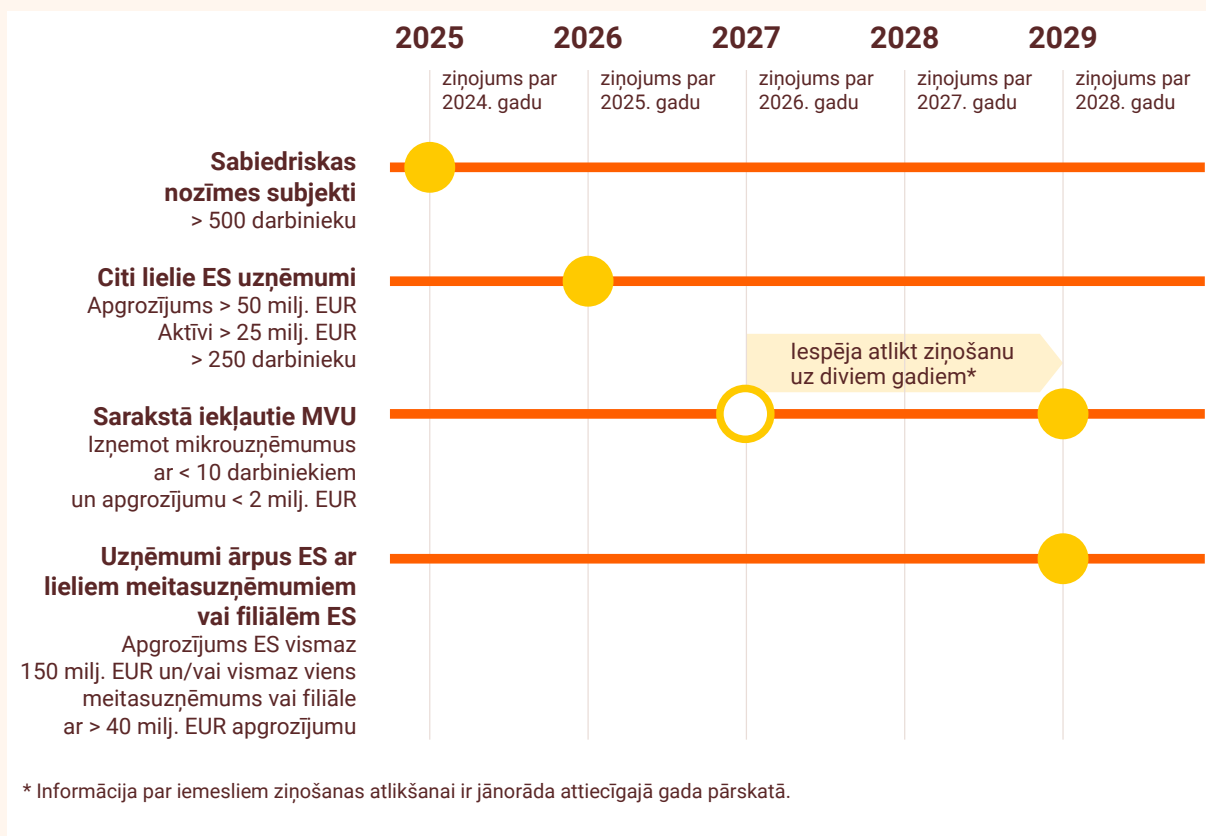 2025 2026 2027 2028 2029
ziņojums par ziņojums par ziņojums par ziņojums par ziņojums par
2024. gadu 2025. gadu 2026. gadu 2027. gadu 2028. gadu
Sabiedriskas
nozīmes subjekti
> 500 darbinieku
Citi lielie ES uzņēmumi
Apgrozījums > 50 milj. EUR
Aktīvi > 25 milj. EUR
> 250 darbinieku
Iespēja atlikt ziņošanu
uz diviem gadiem*
Sarakstā iekļautie MVU
Izņemot mikrouzņēmumus
ar < 10 darbiniekiem
un apgrozījumu < 2 milj. EUR
Uzņēmumi ārpus ES ar
lieliem meitasuzņēmumiem
vai filiālēm ES
Apgrozījums ES vismaz
150 milj. EUR un/vai vismaz viens
meitasuzņēmums vai filiāle
ar > 40 milj. EUR apgrozījumu
* Informācija par iemesliem ziņošanas atlikšanai ir jānorāda attiecīgajā gada pārskatā.